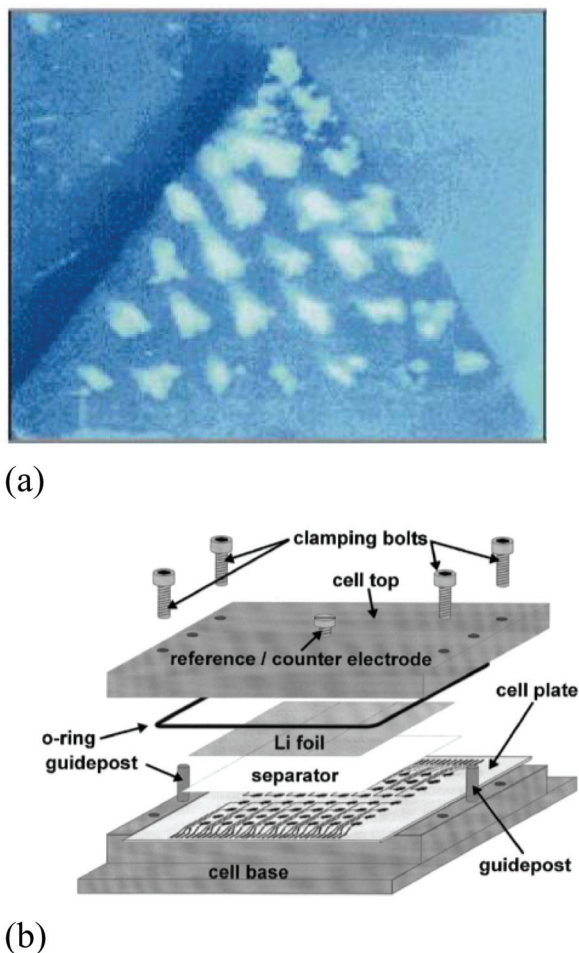 (a)
clamping bolts
cell top
reference / counter electrode
cell plate
o-ring
Li foil
guidepost
separator
cell base
guidepost
(b)